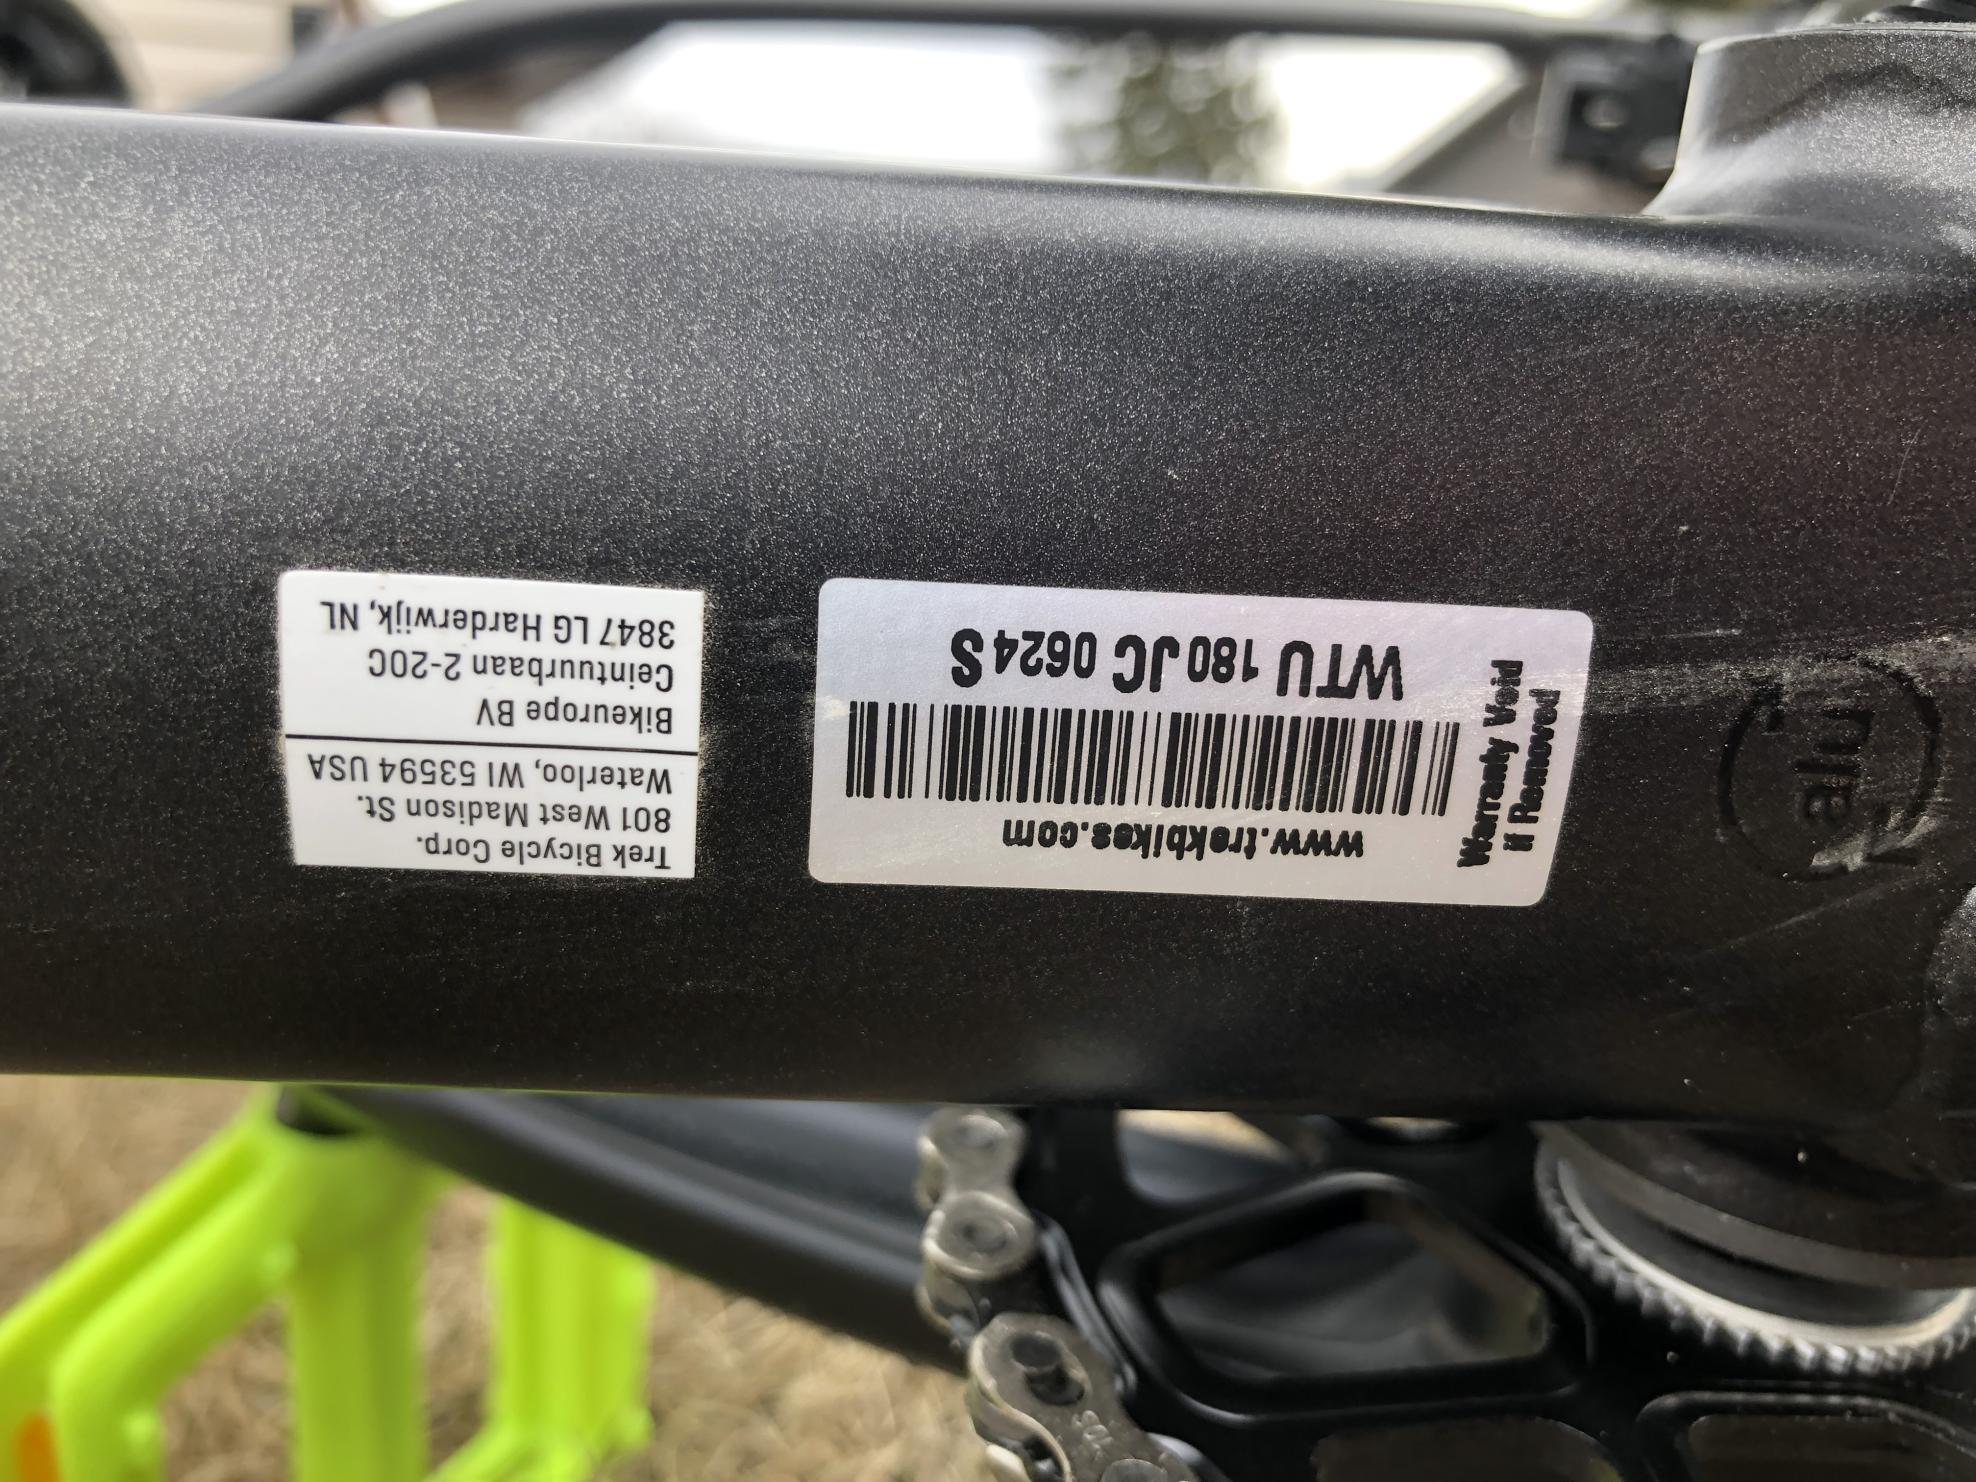 Trek Bicycle Corp.
801 West Madison St.
Waterloo, WI 53594 USA
Bikeurope BV
Ceintuurbaan 2-20C
3847 LG Harderwijk, NL
www.trekbikes.com
WTU 180 JC 0624 S
Warranty Void
If Removed
alu